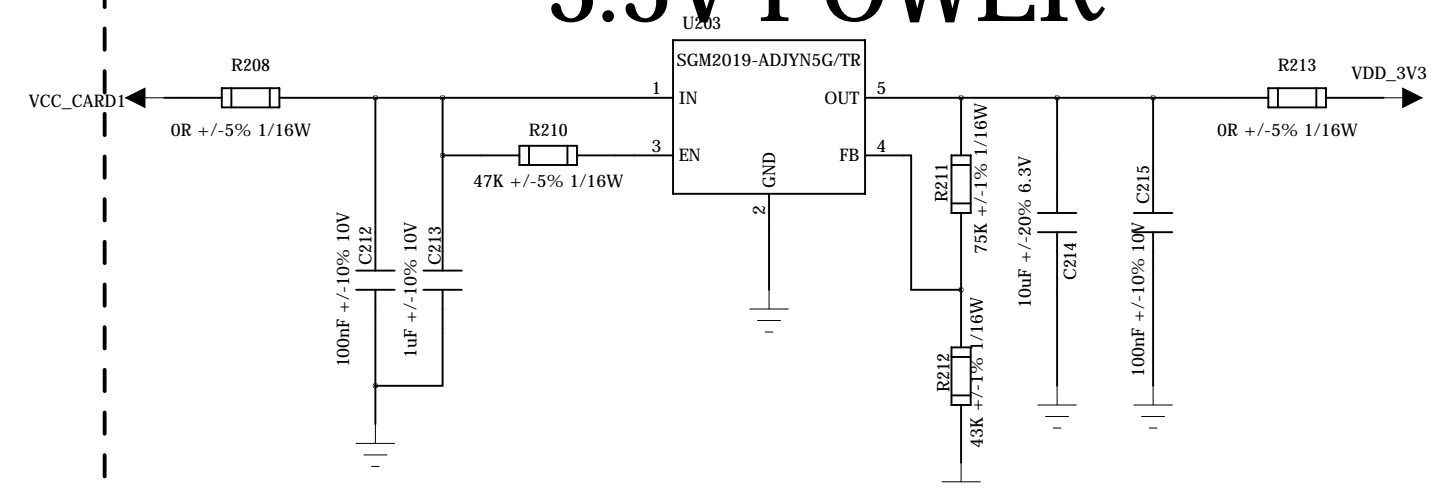 3.3V POWER
U203
SGM2019-ADJYN5G/TR
R208
VCC_CARD1
0R +/-5% 1/16W
1
IN
OUT
5
R213
VDD_3V3
0R +/-5% 1/16W
R210
47K +/-5% 1/16W
3
EN
FB
4
GND
2
R211
75K +/-1% 1/16W
10uF +/-20% 6.3V
C214
C215
100nF +/-10% 10V
100nF +/-10% 10V
C212
1uF +/-10% 10V
C213
R212
43K +/-1% 1/16W